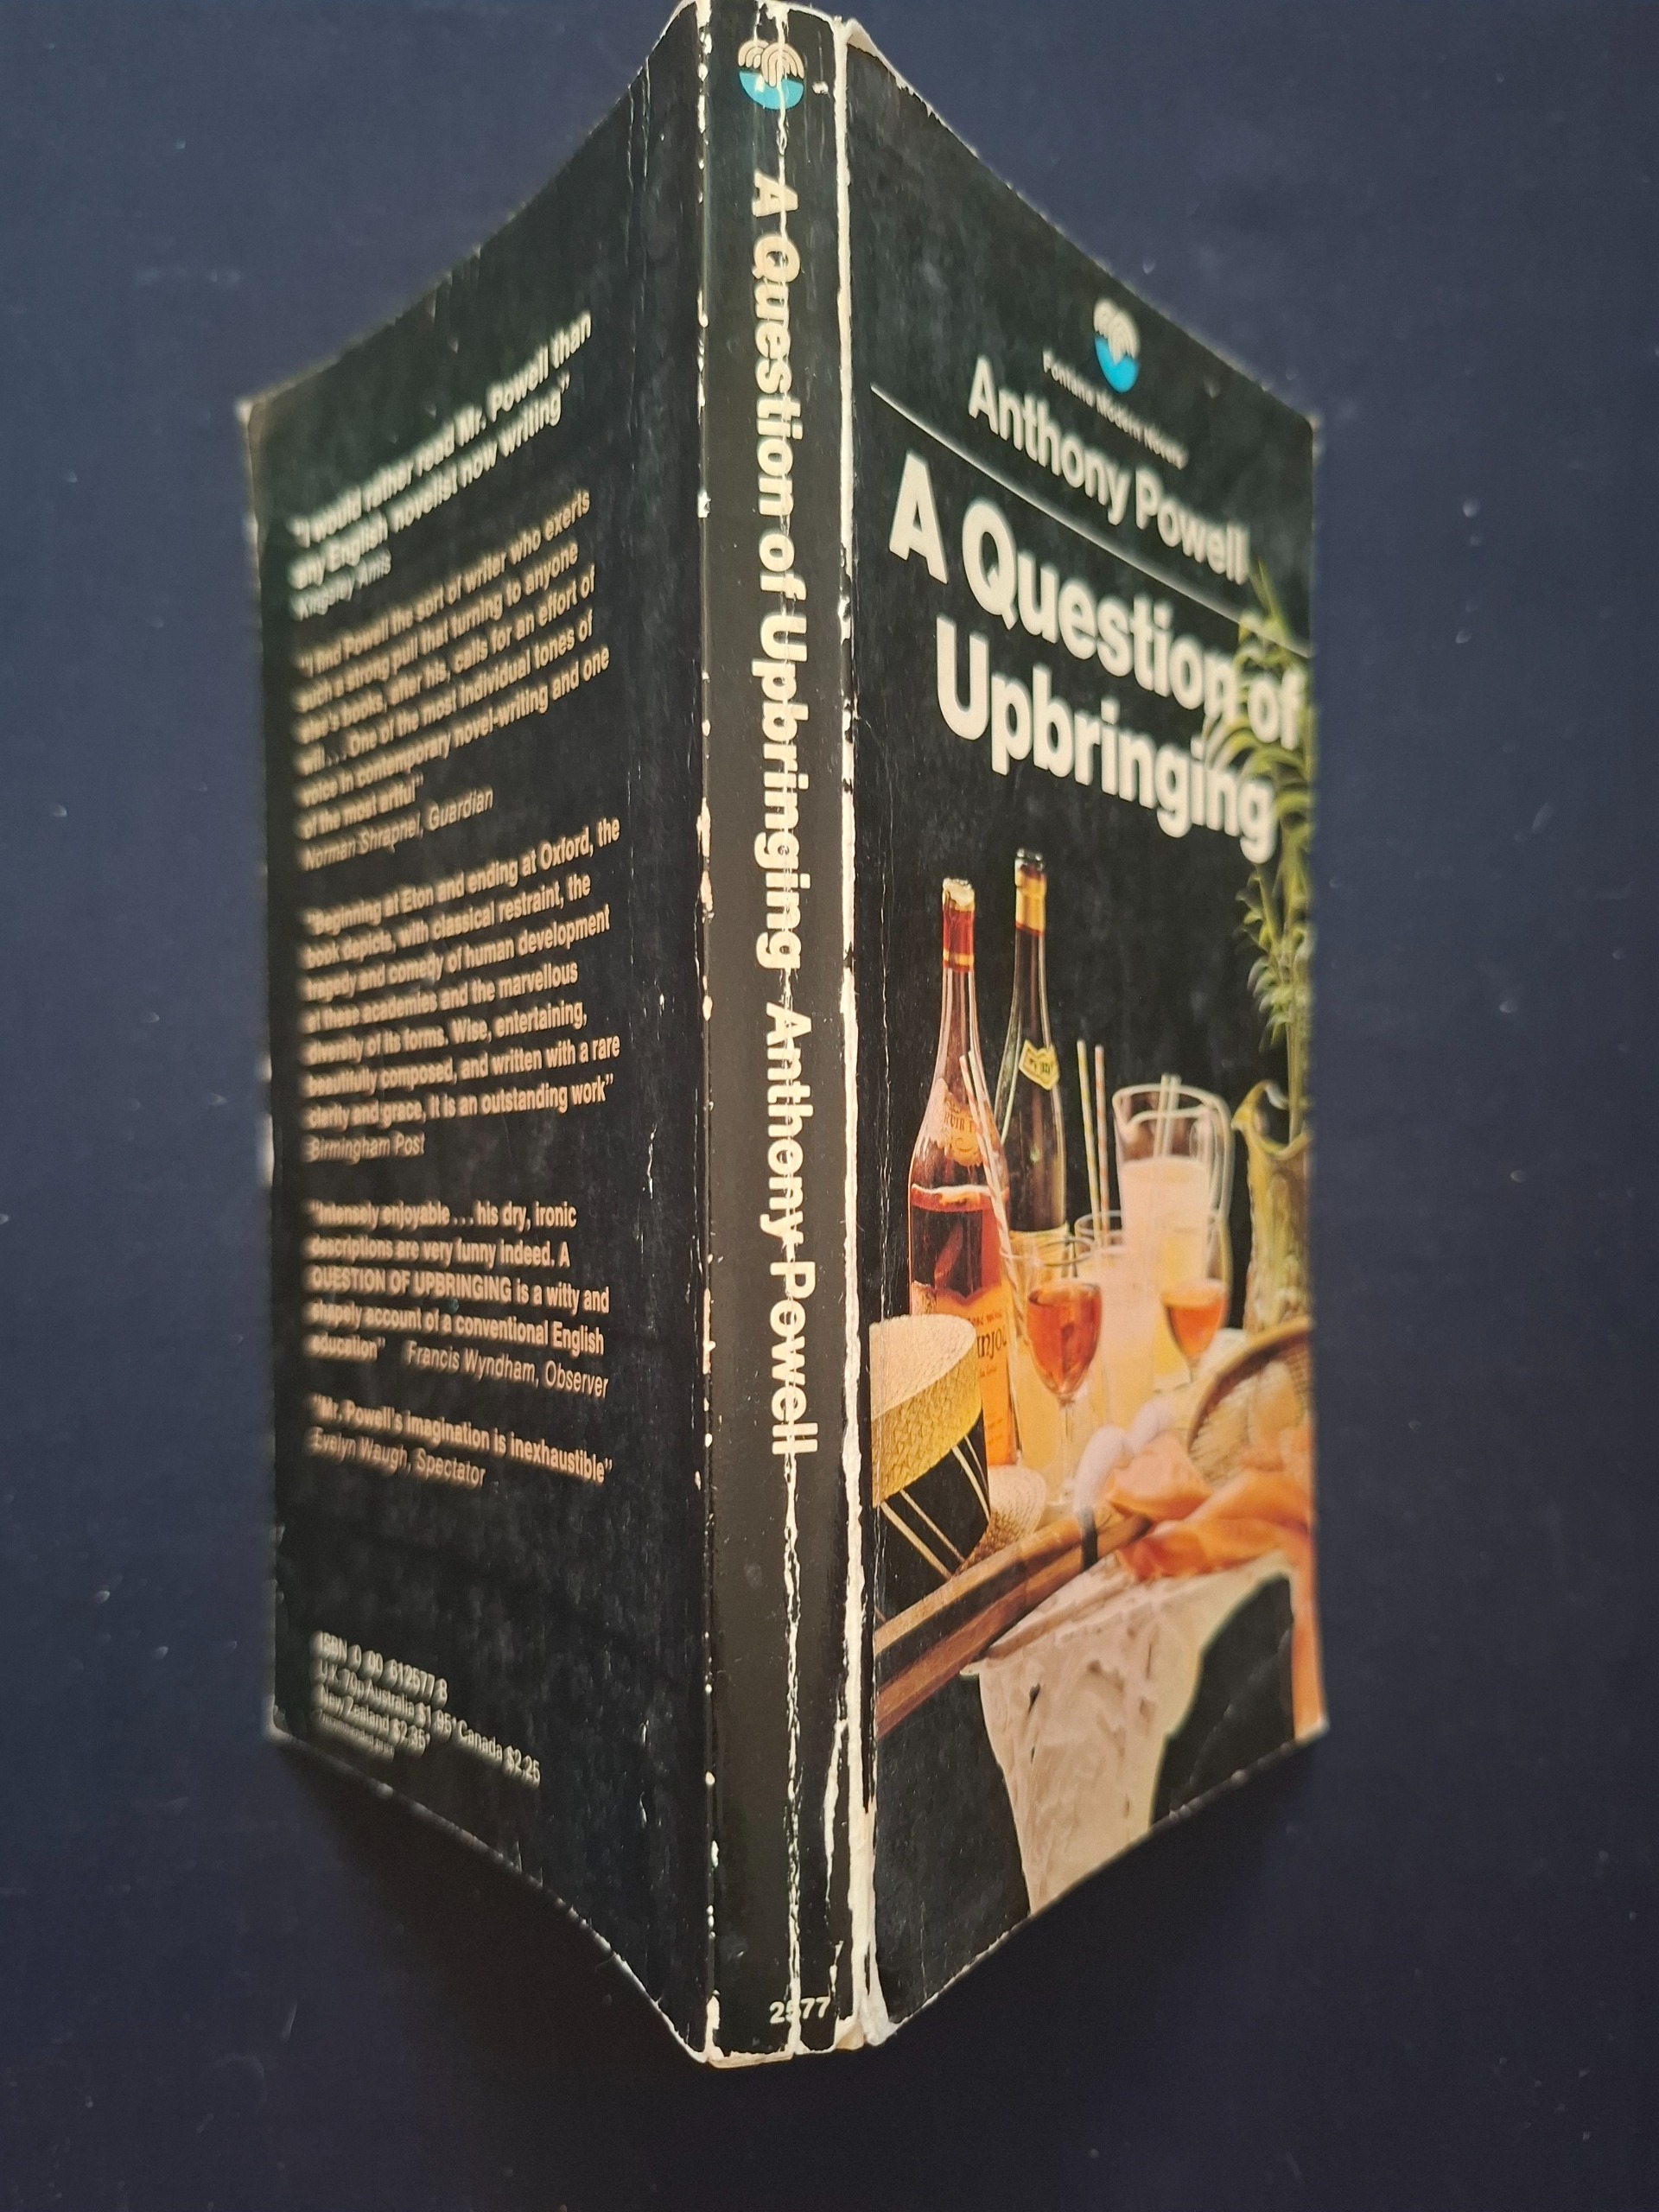 "I would rather read Mr. Powell than
any English novelist now writing"
Kingsley Amis
"I find Powell the sort of writer who exerts
such a strong pull that turning to anyone
else's books, after his, calls for an effort of
will... One of the most individual tones of
voice in contemporary novel-writing and one
of the most artful"
Norman Shrapnel, Guardian
"Beginning at Eton and ending at Oxford, the
book depicts, with classical restraint, the
tragedy and comedy of human development
at these academies and the marvellous
diversity of its forms. Wise, entertaining,
beautifully composed, and written with a rare
clarity and grace, it is an outstanding work"
Birmingham Post
"Intensely enjoyable... his dry, ironic
descriptions are very funny indeed. A
QUESTION OF UPBRINGING is a witty and
shapely account of a conventional English
education" Francis Wyndham, Observer
"Mr. Powell's imagination is inexhaustible"
Evelyn Waugh, Spectator
ISBN 0 00 612577 8
U.K. 70p Australia $1.95* Canada $2.25
New Zealand $2.35*
*recommended price
A Question of Upbringing Anthony Powell
2577
Fontana Modern Novels
Anthony Powell
A Question of
Upbringing